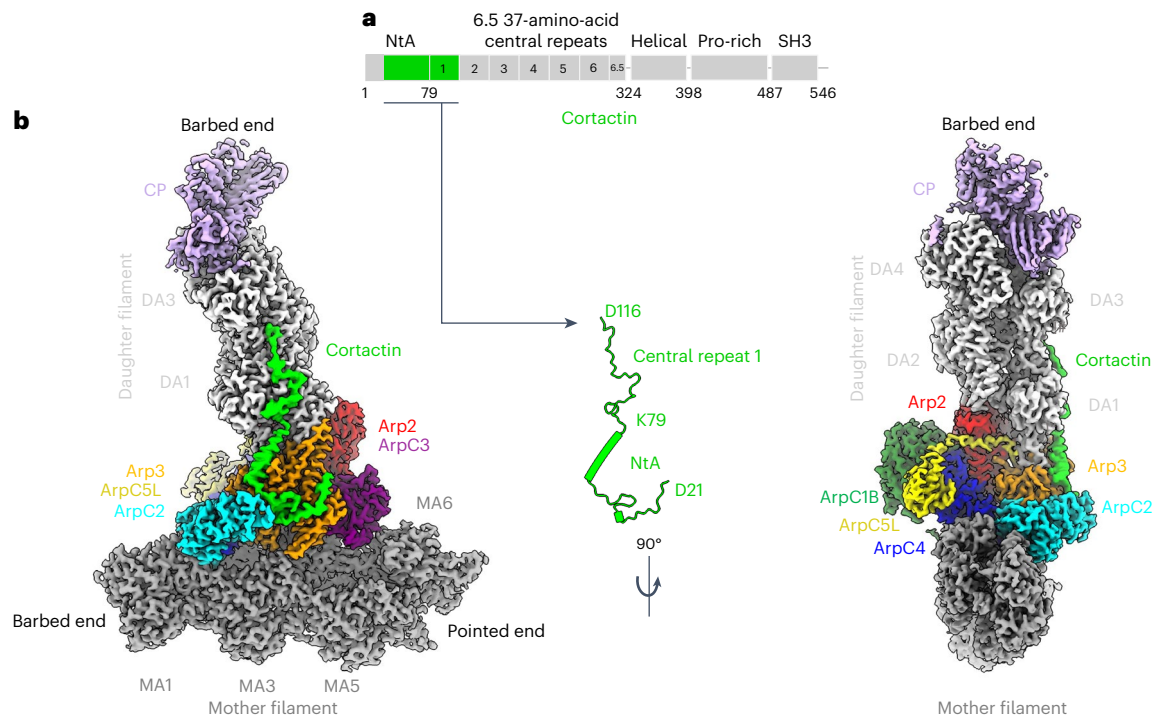 a
6.5 37-amino-acid
central repeats
NtA
Helical
Pro-rich
SH3
1
2
3
4
5
6
6.5
1
79
324
398
487
546
Cortactin
b
Barbed end
CP
Daughter filament
DA3
DA1
Cortactin
Arp2
ArpC3
Arp3
ArpC5L
ArpC2
MA6
Barbed end
Pointed end
MA1
MA3
MA5
Mother filament
D116
Central repeat 1
K79
NtA
D21
90°
Barbed end
CP
Daughter filament
DA4
DA3
DA2
Cortactin
DA1
Arp2
Arp3
ArpC1B
ArpC2
ArpC5L
ArpC4
Mother filament